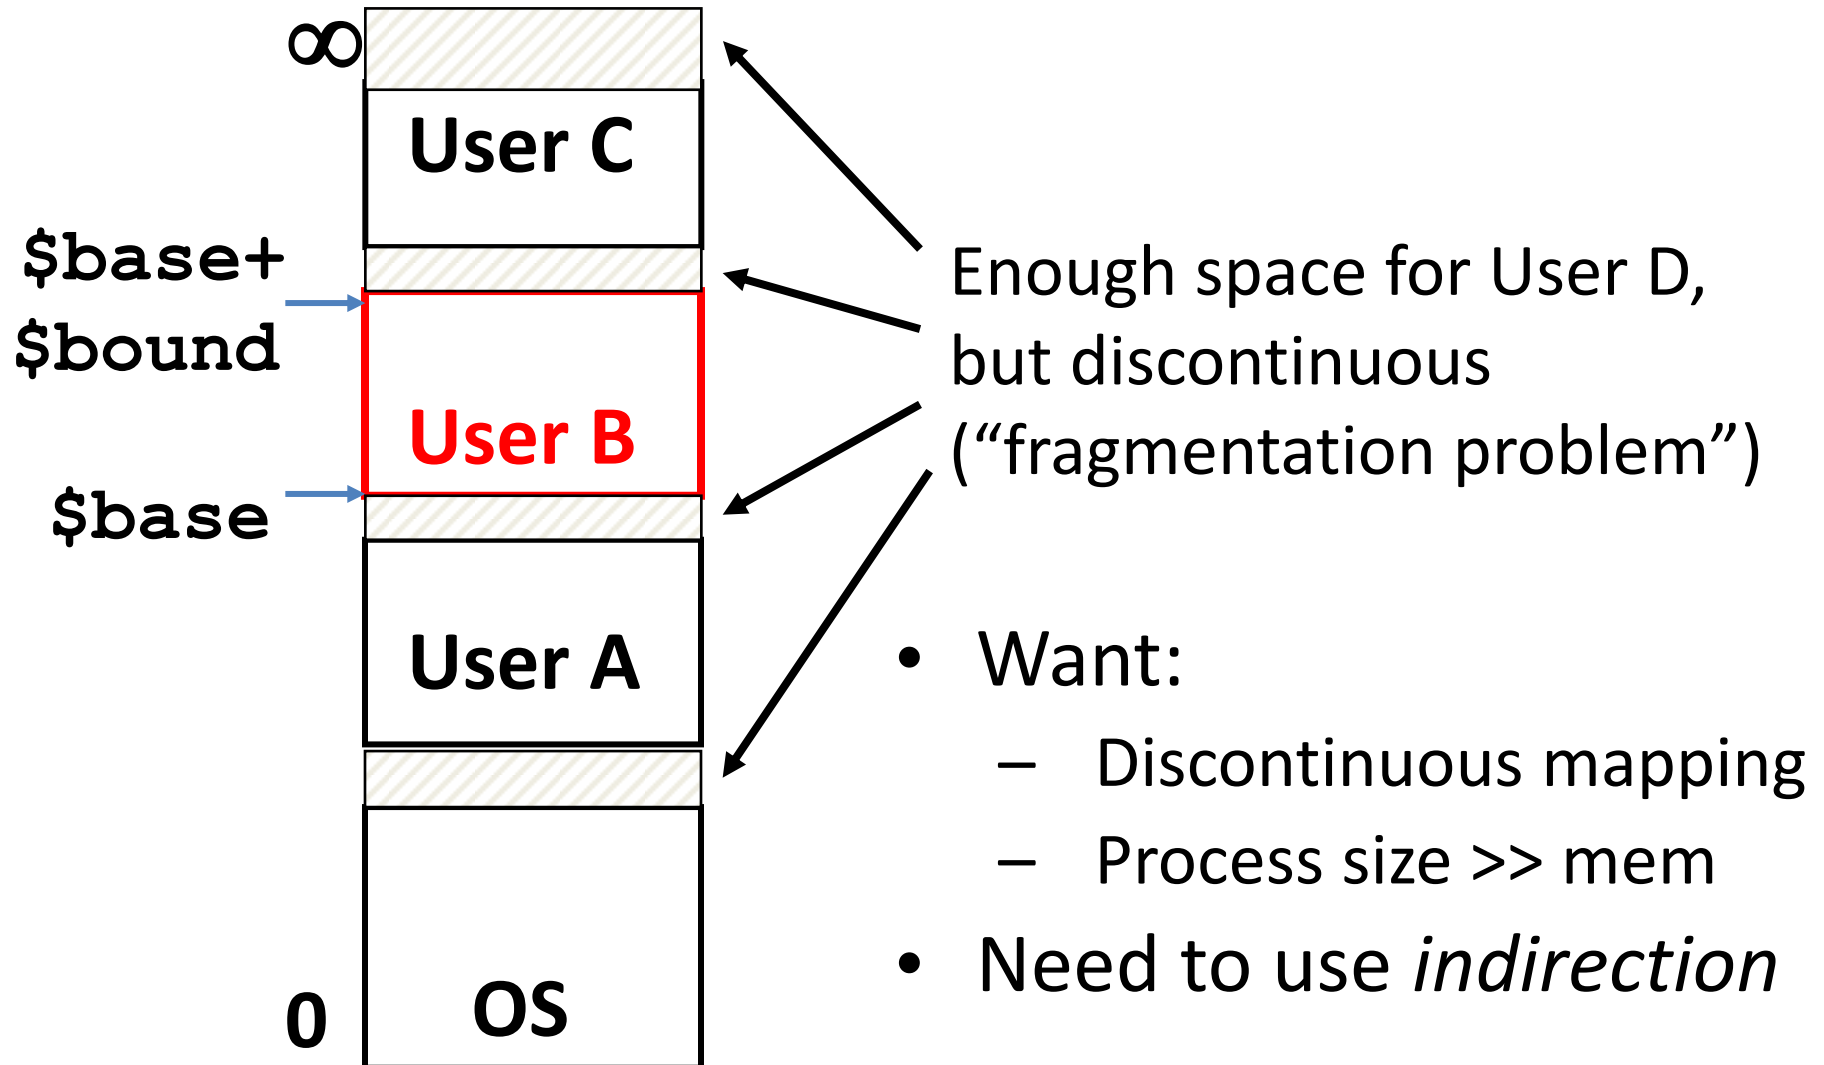 ∞
User C
$base+
$bound
User B
$base
User A
0
OS
Enough space for User D,
but discontinuous
(“fragmentation problem”)
• Want:
– Discontinuous mapping
– Process size >> mem
• Need to use indirection